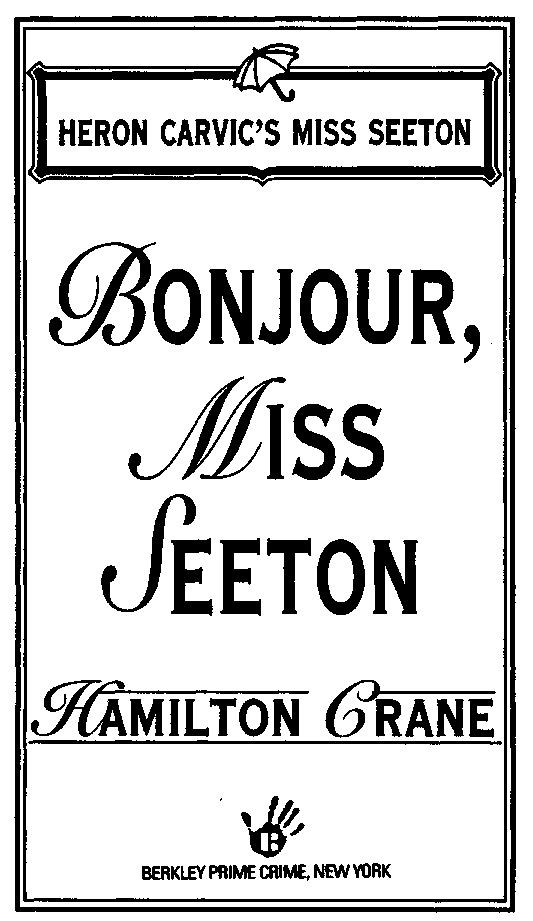 HERON CARVIC'S MISS SEETON
BONJOUR,
MISS
SEETON
HAMILTON CRANE
B
BERKLEY PRIME CRIME, NEW YORK